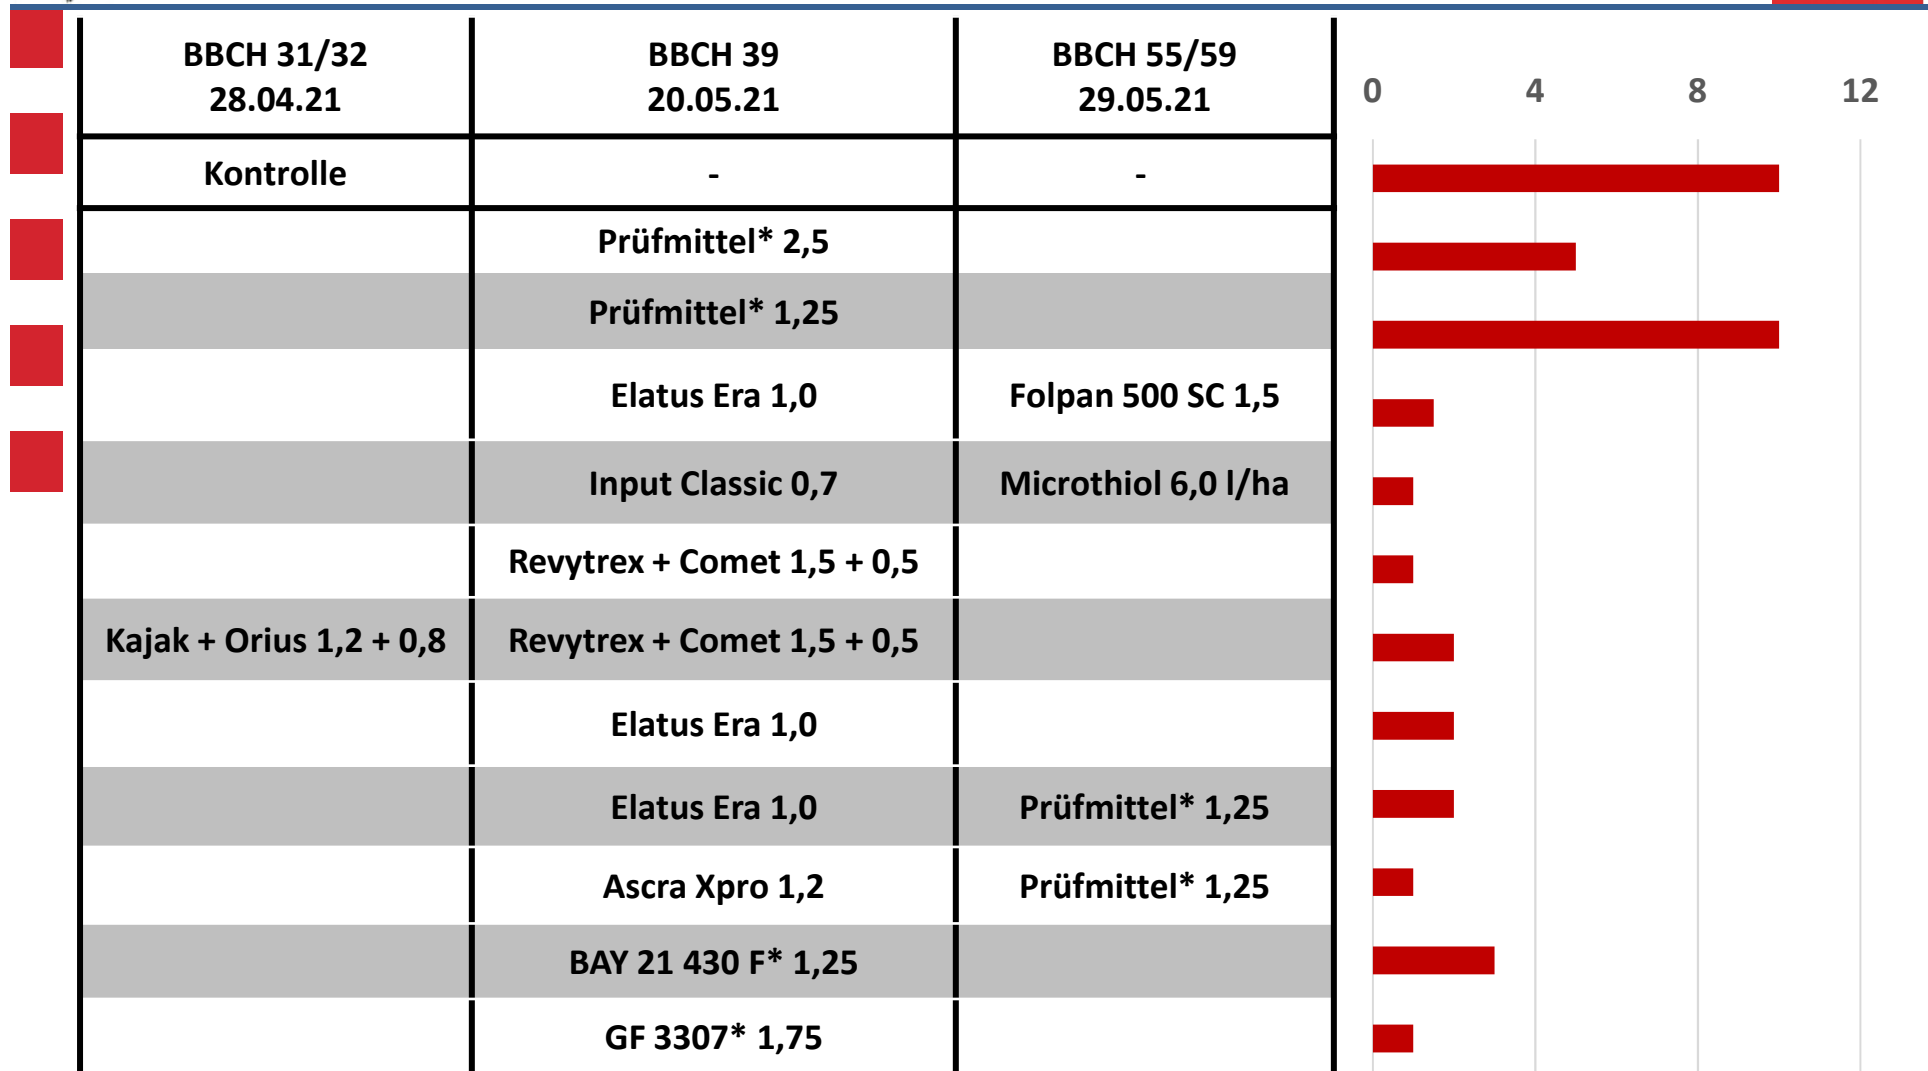 BBCH 31/32
28.04.21
BBCH 39
20.05.21
BBCH 55/59
29.05.21
0 4 8 12
Kontrolle - -
Prüfmittel* 2,5
Prüfmittel* 1,25
Elatus Era 1,0 Folpan 500 SC 1,5
Input Classic 0,7 Microthiol 6,0 l/ha
Revytrex + Comet 1,5 + 0,5
Kajak + Orius 1,2 + 0,8 Revytrex + Comet 1,5 + 0,5
Elatus Era 1,0
Elatus Era 1,0 Prüfmittel* 1,25
Ascra Xpro 1,2 Prüfmittel* 1,25
BAY 21 430 F* 1,25
GF 3307* 1,75